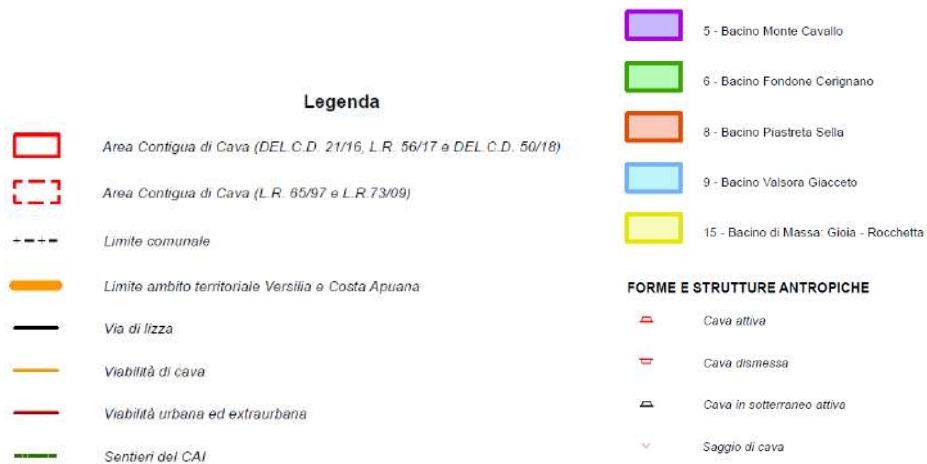 Legenda
Area Contigua di Cava (DEL.C.D. 21/16, L.R. 56/17 e DEL.C.D. 50/18)
Area Contigua di Cava (L.R. 65/97 e L.R.73/09)
Limite comunale
Limite ambito territoriale Versilia e Costa Apuana
Via di lizza
Viabilità di cava
Viabilità urbana ed extraurbana
Sentieri del CAI
5 - Bacino Monte Cavallo
6 - Bacino Fondone Cerignano
8 - Bacino Piastreta Sella
9 - Bacino Valsora Giacceto
15 - Bacino di Massa: Gioia - Rocchetta
FORME E STRUTTURE ANTROPICHE
Cava attiva
Cava dismessa
Cava in sotterraneo attiva
Saggio di cava